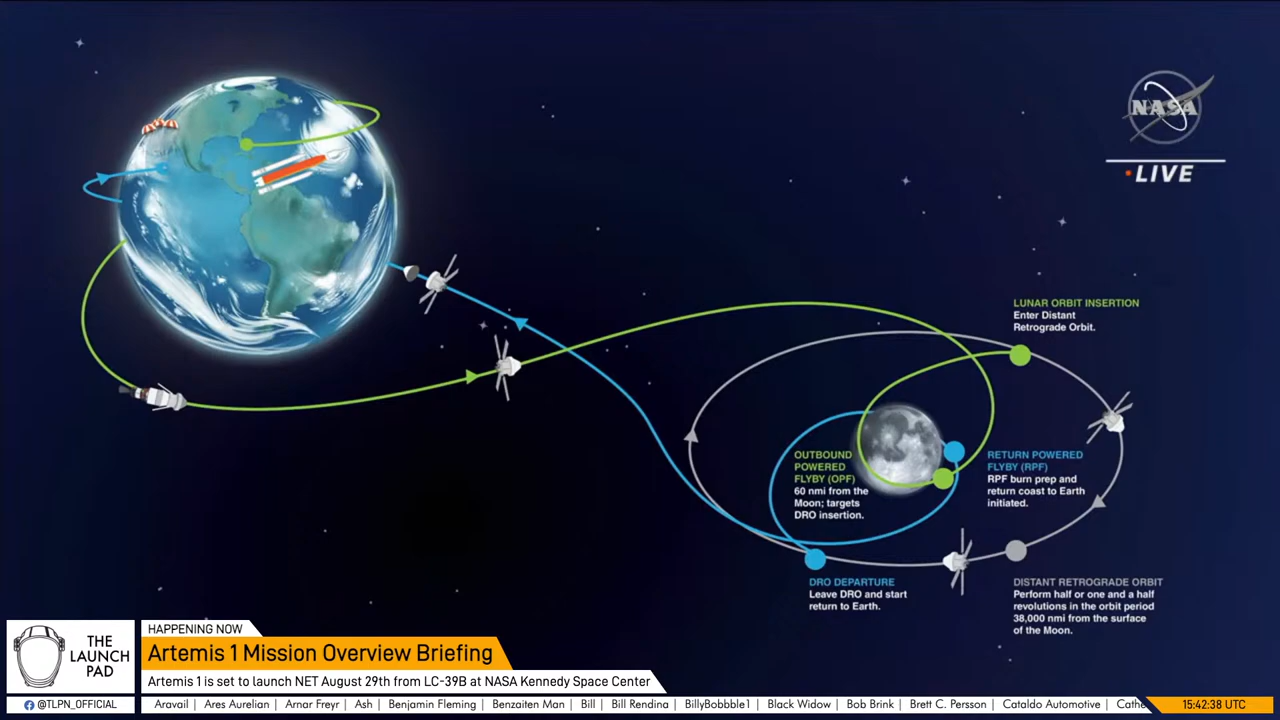 NASA
LIVE
LUNAR ORBIT INSERTION
Enter Distant
Retrograde Orbit.
OUTBOUND
POWERED
FLYBY (OPF)
60 nmi from the
Moon; targets
DRO insertion.
RETURN POWERED
FLYBY (RPF)
RPF burn prep and
return coast to Earth
initiated.
DRO DEPARTURE
Leave DRO and start
return to Earth.
DISTANT RETROGRADE ORBIT
Perform half or one and a half
revolutions in the orbit period
38,000 nmi from the surface
of the Moon.
THE
LAUNCH
PAD
HAPPENING NOW
Artemis 1 Mission Overview Briefing
Artemis 1 is set to launch NET August 29th from LC-39B at NASA Kennedy Space Center
@TLPN_OFFICIAL
Aravail | Ares Aurelian | Arnar Freyr | Ash | Benjamin Fleming | Benzaiten Man | Bill | Bill Rendina | BillyBobbble1 | Black Widow | Bob Brink | Brett C. Persson | Cataldo Automotive | Cathe
15:42:38 UTC